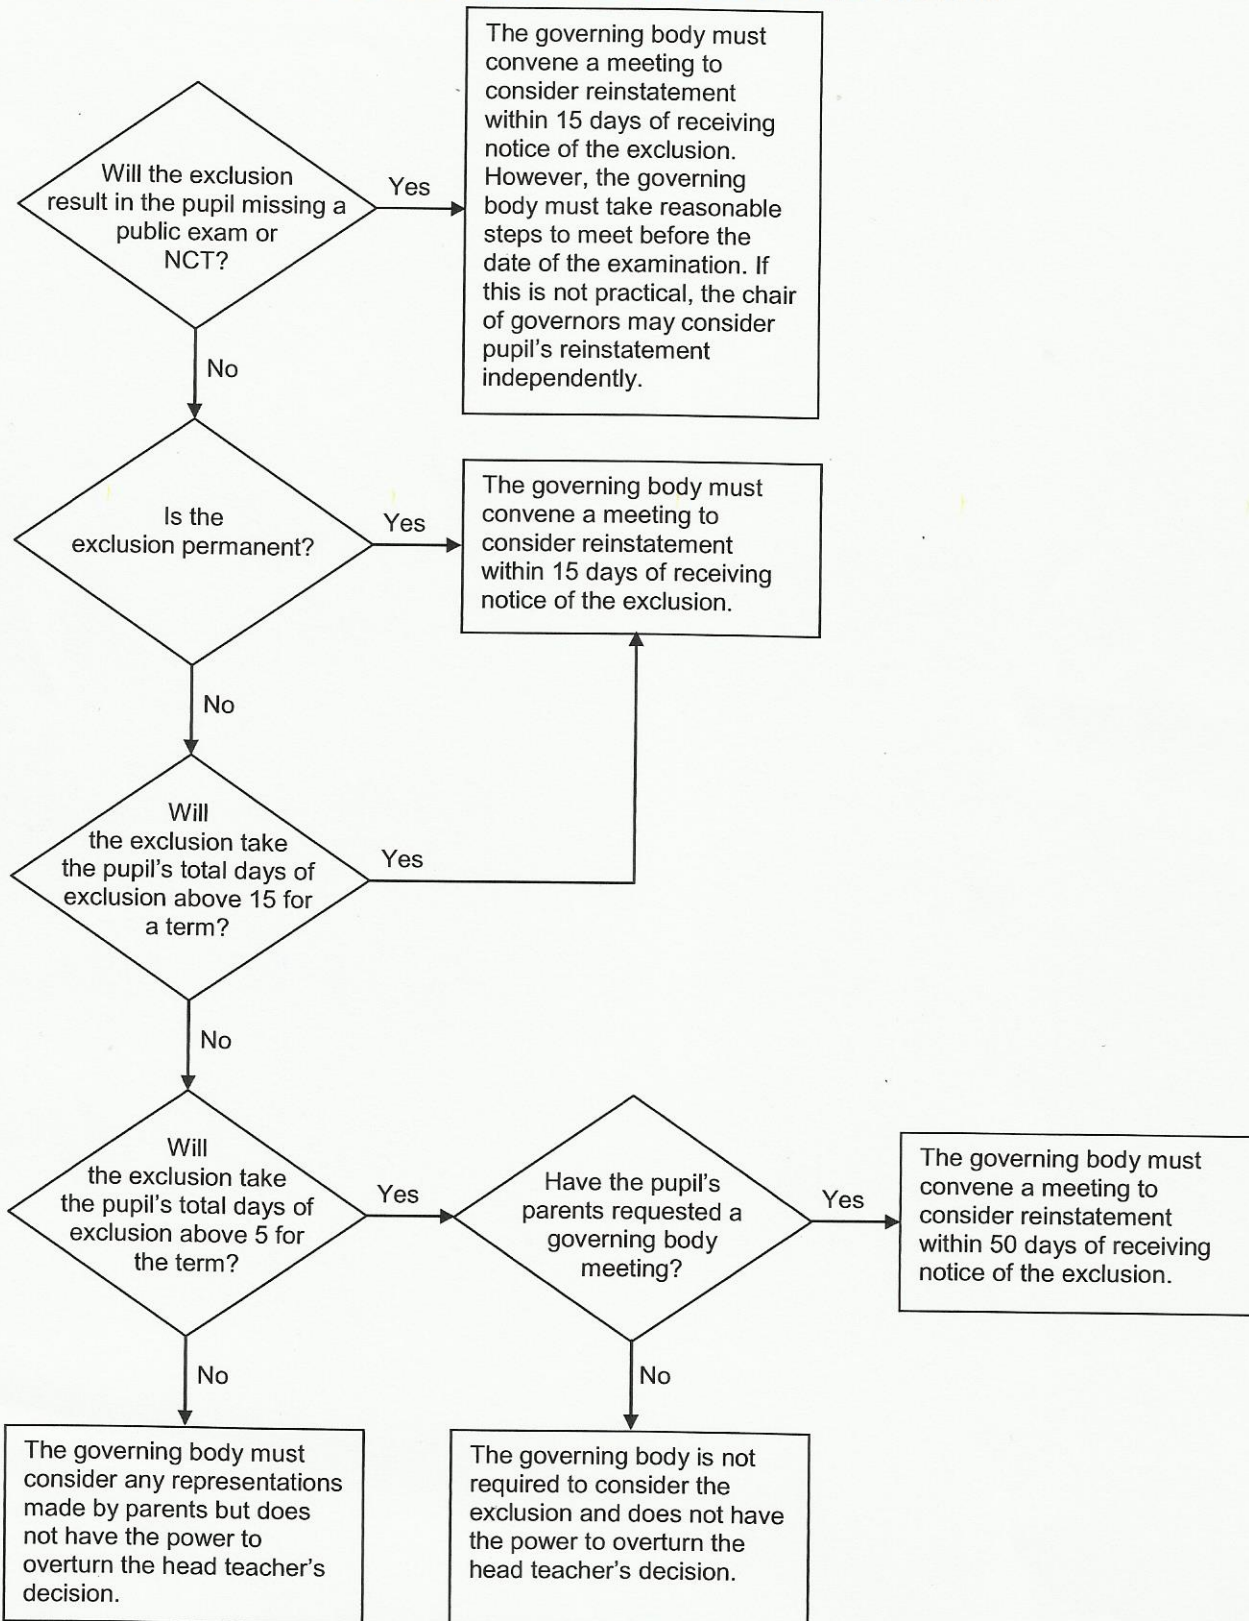 The governing body must
convene a meeting to
consider reinstatement
within 15 days of receiving
notice of the exclusion.
However, the governing
body must take reasonable
steps to meet before the
date of the examination. If
this is not practical, the chair
of governors may consider
pupil's reinstatement
independently.
Will the exclusion
result in the pupil missing a
public exam or
NCT?
Yes
No
Is the
exclusion permanent?
Yes
The governing body must
convene a meeting to
consider reinstatement
within 15 days of receiving
notice of the exclusion.
No
Will
the exclusion take
the pupil's total days of
exclusion above 15 for
a term?
Yes
No
Will
the exclusion take
the pupil's total days of
exclusion above 5 for
the term?
Yes
Have the pupil's
parents requested a
governing body
meeting?
Yes
The governing body must
convene a meeting to
consider reinstatement
within 50 days of receiving
notice of the exclusion.
No
No
The governing body must
consider any representations
made by parents but does
not have the power to
overturn the head teacher's
decision.
The governing body is not
required to consider the
exclusion and does not have
the power to overturn the
head teacher's decision.